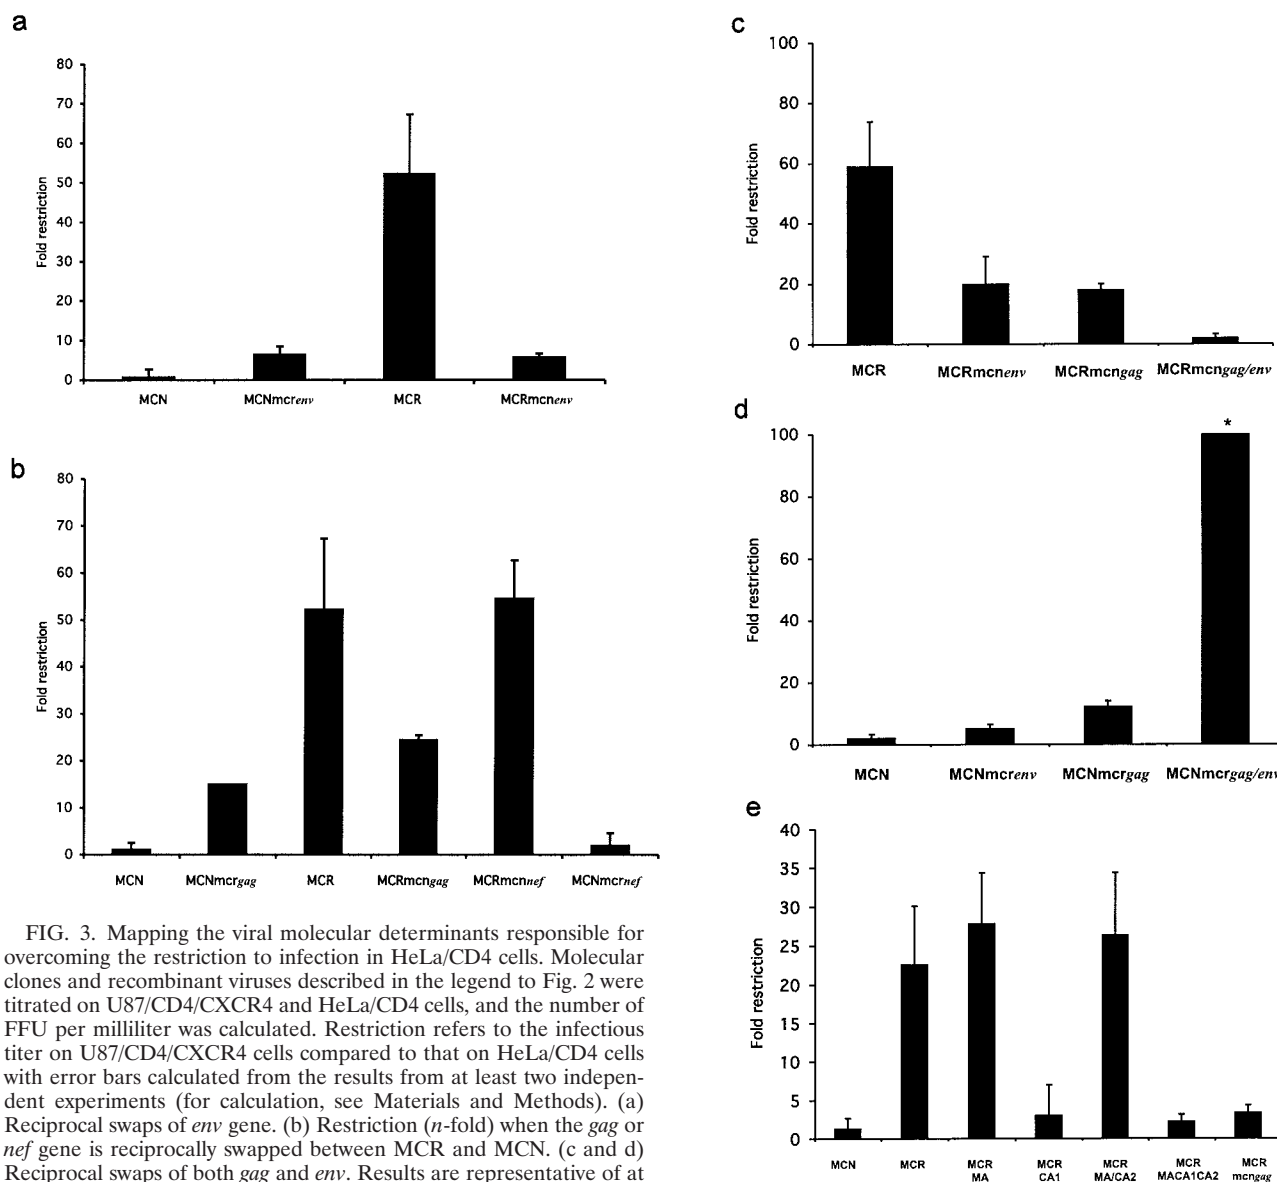 a
80
70
60
50
40
30
20
10
0
Fold restriction
MCN MCNmcrenv MCR MCRmcnenv
b
80
70
60
50
40
30
20
10
0
Fold restriction
MCN MCNmcrgag MCR MCRmcngag MCRmcnnef MCNmcrnef
FIG. 3. Mapping the viral molecular determinants responsible for
overcoming the restriction to infection in HeLa/CD4 cells. Molecular
clones and recombinant viruses described in the legend to Fig. 2 were
titrated on U87/CD4/CXCR4 and HeLa/CD4 cells, and the number of
FFU per milliliter was calculated. Restriction refers to the infectious
titer on U87/CD4/CXCR4 cells compared to that on HeLa/CD4 cells
with error bars calculated from the results from at least two indepen-
dent experiments (for calculation, see Materials and Methods). (a)
Reciprocal swaps of env gene. (b) Restriction (n-fold) when the gag or
nef gene is reciprocally swapped between MCR and MCN. (c and d)
Reciprocal swaps of both gag and env. Results are representative of at
c
100
80
60
40
20
0
Fold restriction
MCR MCRmcnenv MCRmcngag MCRmcngag/env
d
100
80
60
40
20
0
Fold restriction
*
MCN MCNmcrenv MCNmcrgag MCNmcrgag/env
e
40
35
30
25
20
15
10
5
0
Fold restriction
MCN MCR MCR MCR MCR MCR MCR
MA CA1 MA/CA2 MACA1CA2 mcngag